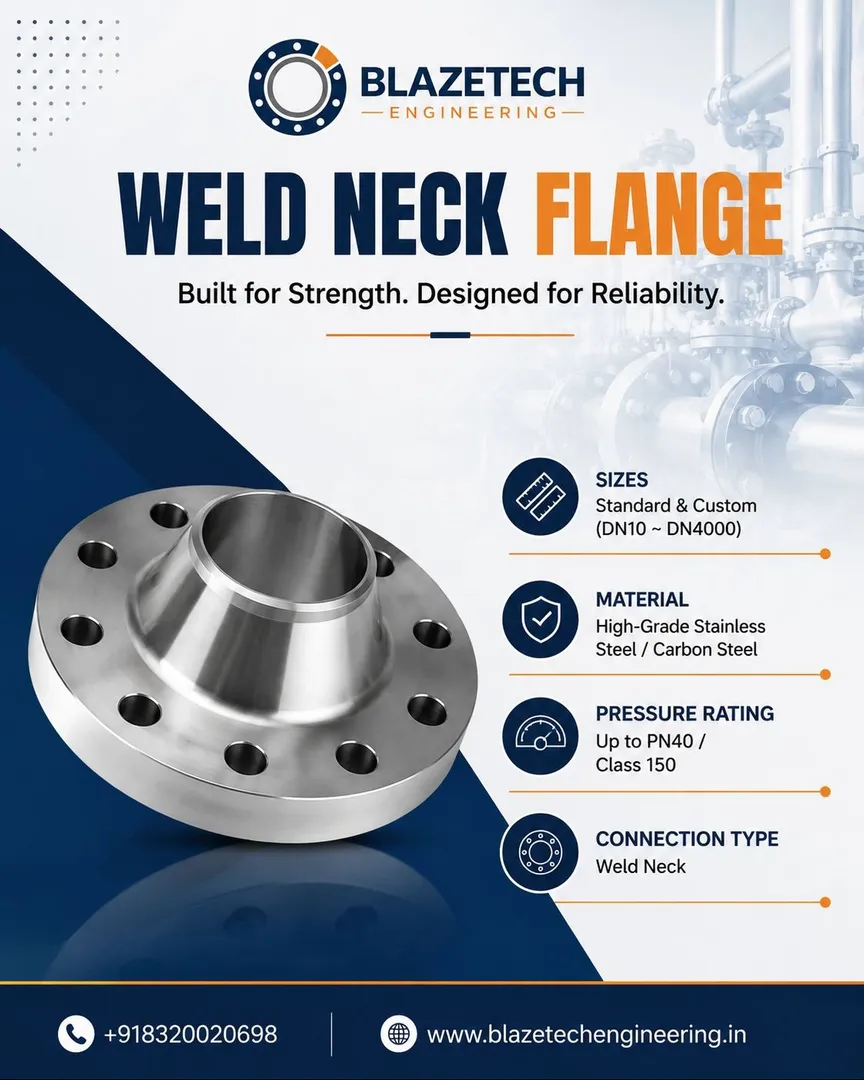 BLAZETECH
ENGINEERING
WELD NECK FLANGE
Built for Strength. Designed for Reliability.
SIZES
Standard & Custom
(DN10 ~ DN4000)
MATERIAL
High-Grade Stainless
Steel / Carbon Steel
PRESSURE RATING
Up to PN40 /
Class 150
CONNECTION TYPE
Weld Neck
+918320020698
www.blazetechengineering.in